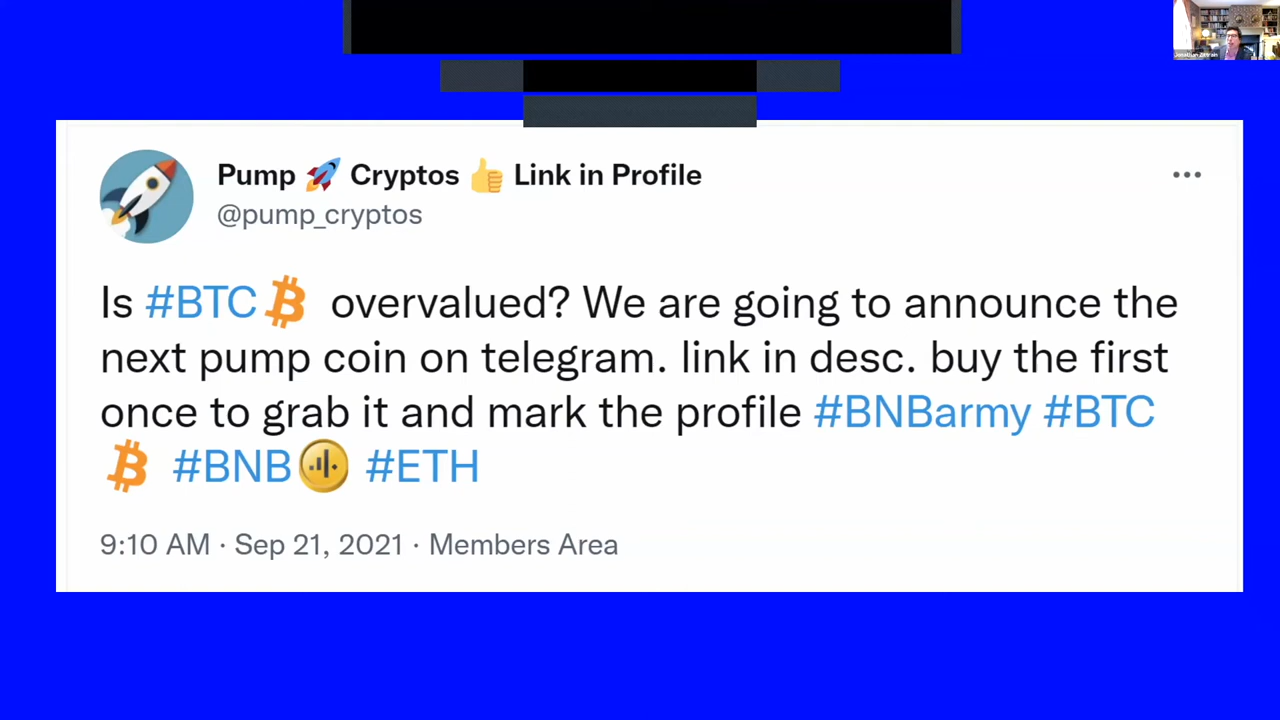 Jonathan Zittrain
Pump 🚀 Cryptos 👍 Link in Profile
@pump_cryptos
Is #BTC overvalued? We are going to announce the
next pump coin on telegram. link in desc. buy the first
once to grab it and mark the profile #BNBarmy #BTC
#BNB #ETH
9:10 AM · Sep 21, 2021 · Members Area